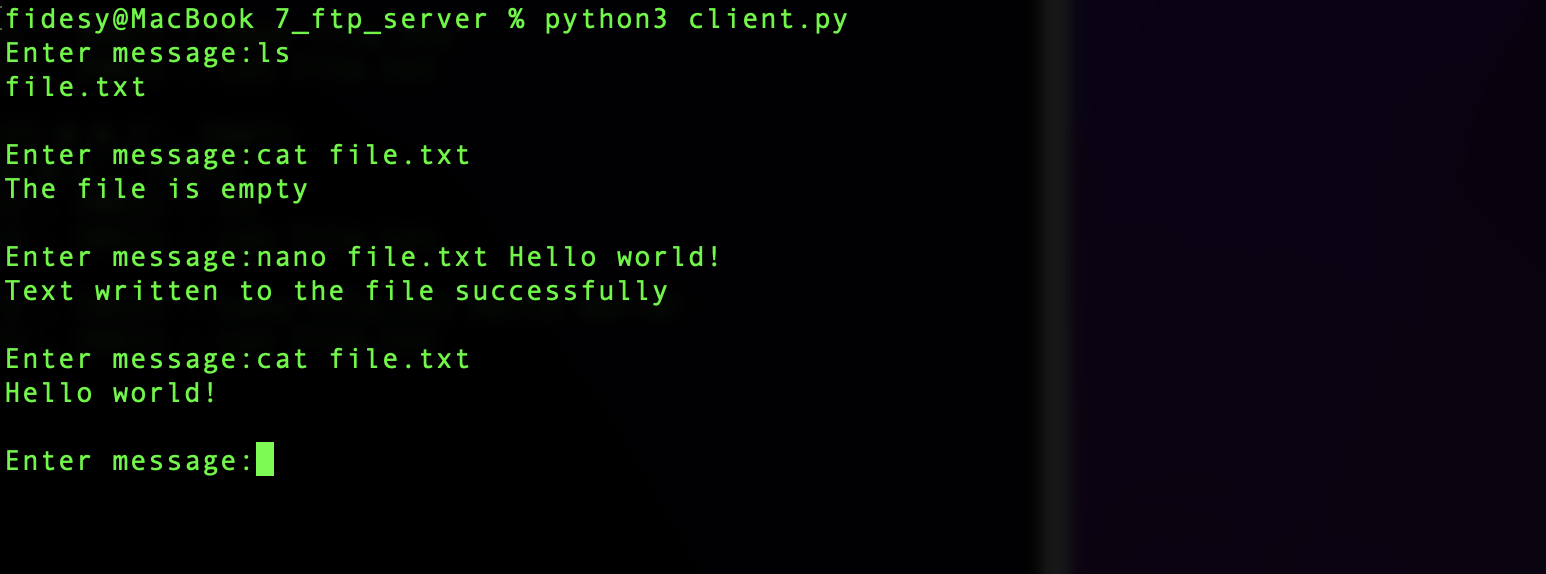 fidesy@MacBook 7_ftp_server % python3 client.py
Enter message:ls
file.txt
Enter message:cat file.txt
The file is empty
Enter message:nano file.txt Hello world!
Text written to the file successfully
Enter message:cat file.txt
Hello world!
Enter message: